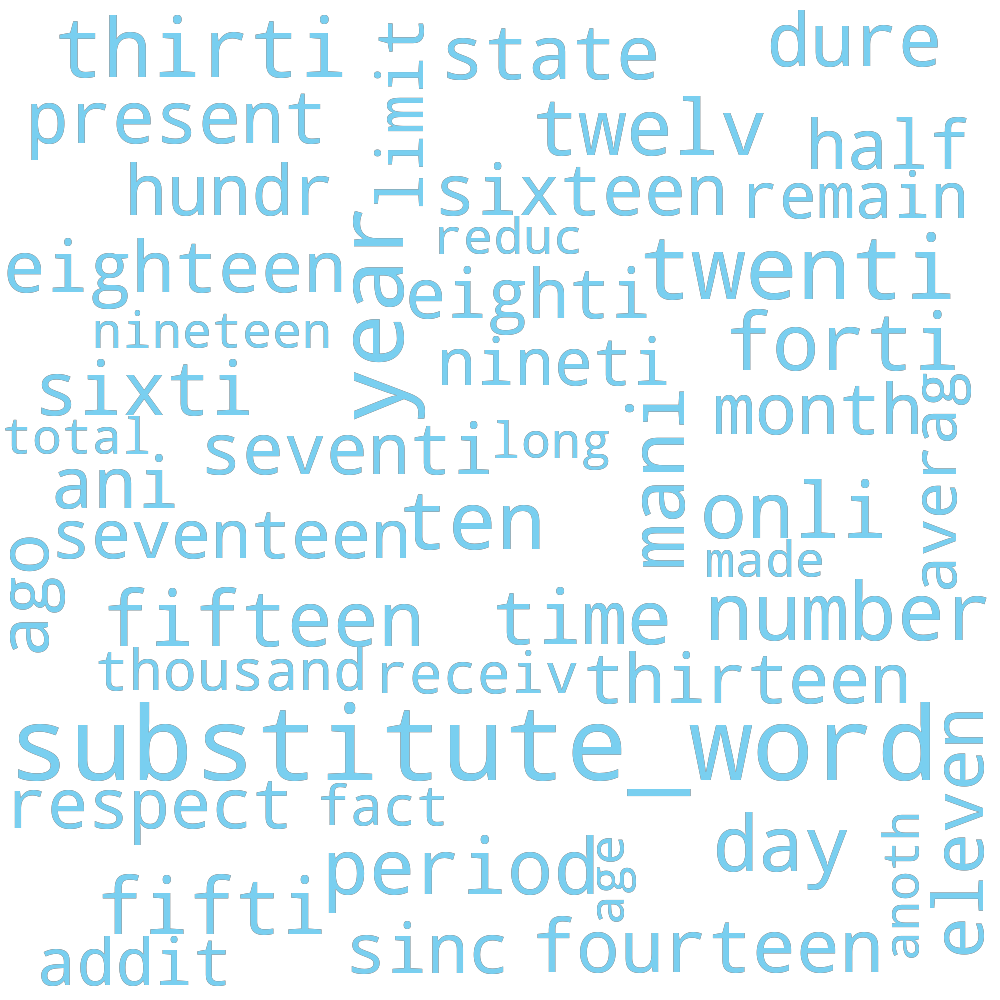 thirti
limit
state
dure
present
twelv
half
hundr
sixteen
remain
year
reduc
eighteen
eighti
twenti
nineteen
nineti
forti
sixti
month
averag
total
seventi
long
mani
ani
seventeen
ten
onli
made
ago
fifteen
time
number
thousand
receiv
thirteen
substitute_word
eleven
respect
fact
period
age
day
anoth
fifti
addit
sinc
fourteen